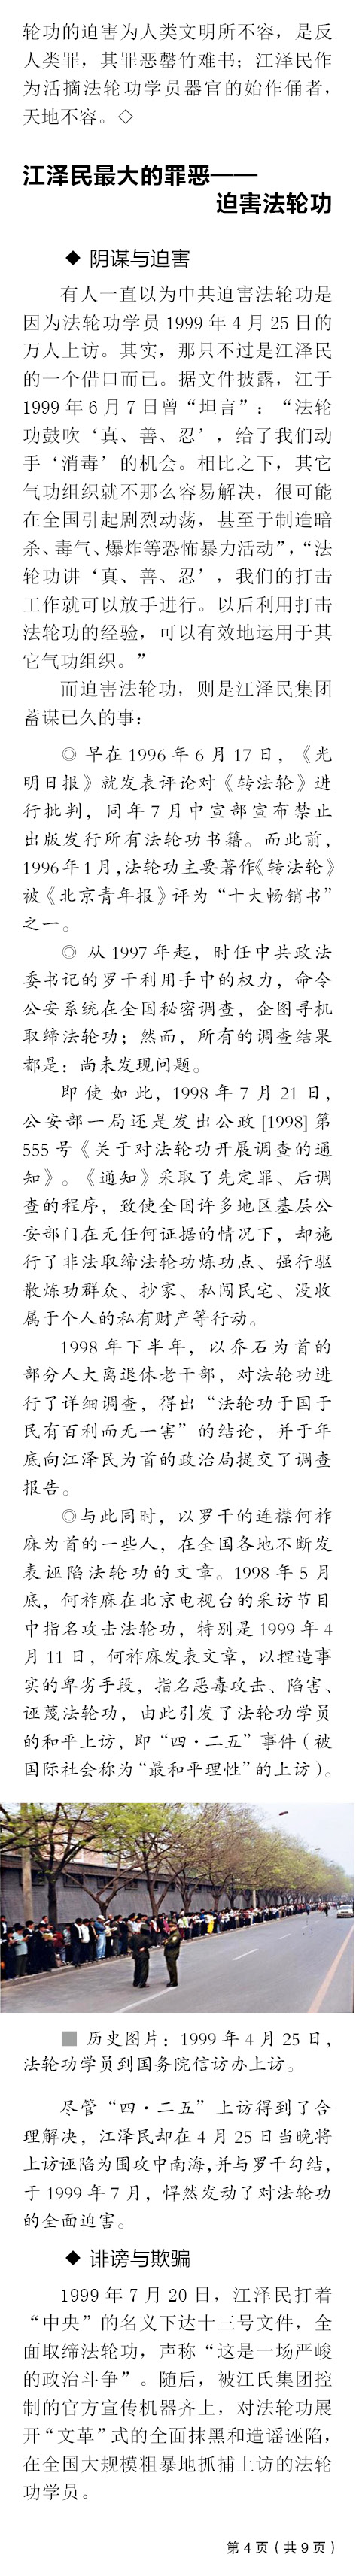 轮功的迫害为人类文明所不容，是反
人类罪，其罪恶罄竹难书；江泽民作
为活摘法轮功学员器官的始作俑者，
天地不容。◇
江泽民最大的罪恶——
迫害法轮功
◆ 阴谋与迫害
有人一直以为中共迫害法轮功是
因为法轮功学员 1999 年 4 月 25 日的
万人上访。其实，那只不过是江泽民
的一个借口而已。据文件披露，江于
1999 年 6 月 7 日曾“坦言”：“法轮
功鼓吹‘真、善、忍’，给了我们动
手‘消毒’的机会。相比之下，其它
气功组织就不那么容易解决，很可能
在全国引起剧烈动荡，甚至于制造暗
杀、毒气、爆炸等恐怖暴力活动”，“法
轮功讲‘真、善、忍’，我们的打击
工作就可以放手进行。以后利用打击
法轮功的经验，可以有效地运用于其
它气功组织。”
而迫害法轮功，则是江泽民集团
蓄谋已久的事：
◎ 早在 1996 年 6 月 17 日，《光
明日报》就发表评论对《转法轮》进
行批判，同年 7 月中宣部宣布禁止
出版发行所有法轮功书籍。而此前，
1996年1月，法轮功主要著作《转法轮》
被《北京青年报》评为“十大畅销书”
之一。
◎ 从 1997 年起，时任中共政法
委书记的罗干利用手中的权力，命令
公安系统在全国秘密调查，企图寻机
取缔法轮功；然而，所有的调查结果
都是：尚未发现问题。
即使如此，1998 年 7 月 21 日，
公安部一局还是发出公政 [1998] 第
555 号《关于对法轮功开展调查的通
知》。《通知》采取了先定罪、后调
查的程序，致使全国许多地区基层公
安部门在无任何证据的情况下，却施
行了非法取缔法轮功炼功点、强行驱
散炼功群众、抄家、私闯民宅、没收
属于个人的私有财产等行动。
1998 年下半年，以乔石为首的
部分人大离退休老干部，对法轮功进
行了详细调查，得出“法轮功于国于
民有百利而无一害”的结论，并于年
底向江泽民为首的政治局提交了调查
报告。
◎与此同时，以罗干的连襟何祚
庥为首的一些人，在全国各地不断发
表诬陷法轮功的文章。1998 年 5 月
底，何祚庥在北京电视台的采访节目
中指名攻击法轮功，特别是 1999 年 4
月 11 日，何祚庥发表文章，以捏造事
实的卑劣手段，指名恶毒攻击、陷害、
诬蔑法轮功，由此引发了法轮功学员
的和平上访，即“四·二五”事件（被
国际社会称为“最和平理性”的上访）。
■ 历史图片：1999 年 4 月 25 日，
法轮功学员到国务院信访办上访。
尽管“四·二五”上访得到了合
理解决，江泽民却在 4 月 25 日当晚将
上访诬陷为围攻中南海，并与罗干勾结，
于 1999 年 7 月，悍然发动了对法轮功
的全面迫害。
◆ 诽谤与欺骗
1999 年 7 月 20 日，江泽民打着
“中央”的名义下达十三号文件，全
面取缔法轮功，声称“这是一场严峻
的政治斗争”。随后，被江氏集团控
制的官方宣传机器齐上，对法轮功展
开“文革”式的全面抹黑和造谣诬陷，
在全国大规模粗暴地抓捕上访的法轮
功学员。
第 4 页（共 9 页）